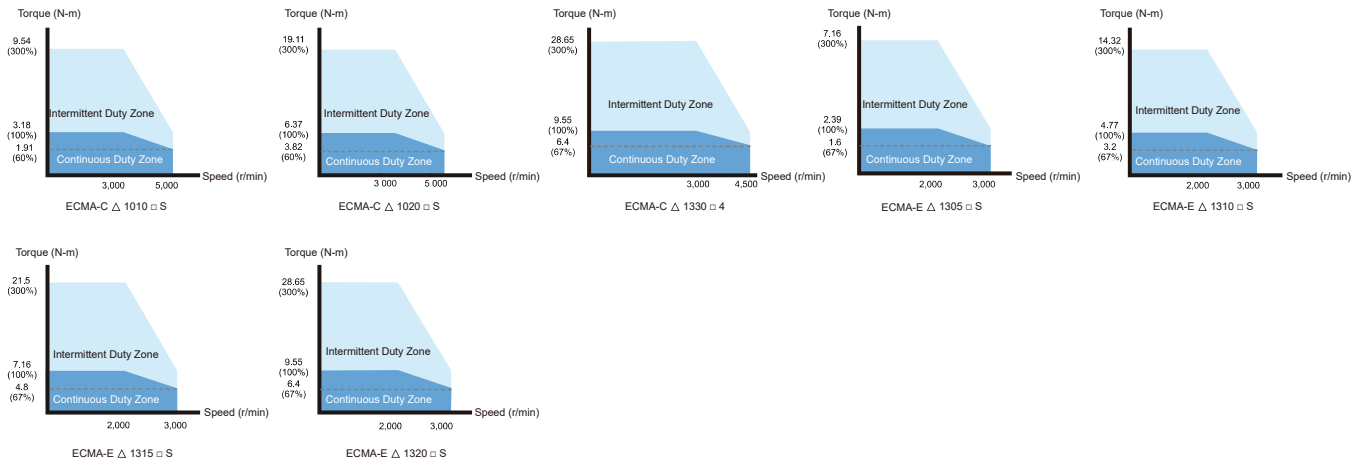 Torque (N-m)
9.54
(300%)
Intermittent Duty Zone
3.18
(100%)
1.91
(60%)
Continuous Duty Zone
3,000
5,000
Speed (r/min)
ECMA-C △ 1010 □ S
Torque (N-m)
19.11
(300%)
Intermittent Duty Zone
6.37
(100%)
3.82
(60%)
Continuous Duty Zone
3 000
5 000
Speed (r/min)
ECMA-C △ 1020 □ S
Torque (N-m)
28.65
(300%)
Intermittent Duty Zone
9.55
(100%)
6.4
(67%)
Continuous Duty Zone
3,000
4,500
Speed (r/min)
ECMA-C △ 1330 □ 4
Torque (N-m)
7.16
(300%)
Intermittent Duty Zone
2.39
(100%)
1.6
(67%)
Continuous Duty Zone
2,000
3,000
Speed (r/min)
ECMA-E △ 1305 □ S
Torque (N-m)
14.32
(300%)
Intermittent Duty Zone
4.77
(100%)
3.2
(67%)
Continuous Duty Zone
2,000
3,000
Speed (r/min)
ECMA-E △ 1310 □ S
Torque (N-m)
21.5
(300%)
Intermittent Duty Zone
7.16
(100%)
4.8
(67%)
Continuous Duty Zone
2,000
3,000
Speed (r/min)
ECMA-E △ 1315 □ S
Torque (N-m)
28.65
(300%)
Intermittent Duty Zone
9.55
(100%)
6.4
(67%)
Continuous Duty Zone
2,000
3,000
Speed (r/min)
ECMA-E △ 1320 □ S